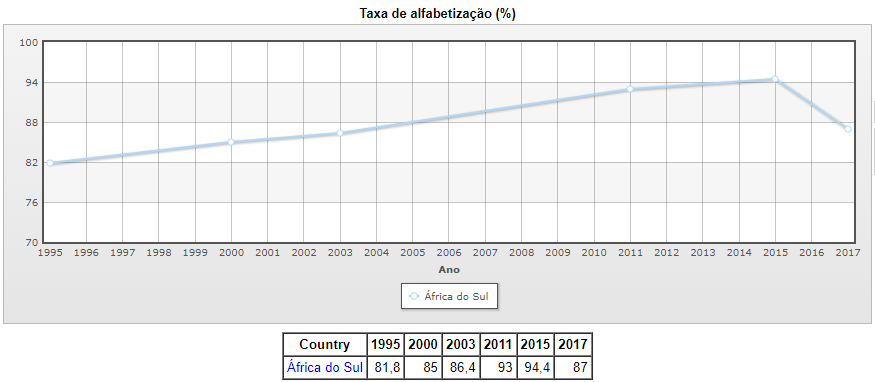 Taxa de alfabetização (%)
100
94
88
82
76
70
1995 1996 1997 1998 1999 2000 2001 2002 2003 2004 2005 2006 2007 2008 2009 2010 2011 2012 2013 2014 2015 2016 2017
Ano
África do Sul
Country 1995 2000 2003 2011 2015 2017
África do Sul 81,8 85 86,4 93 94,4 87